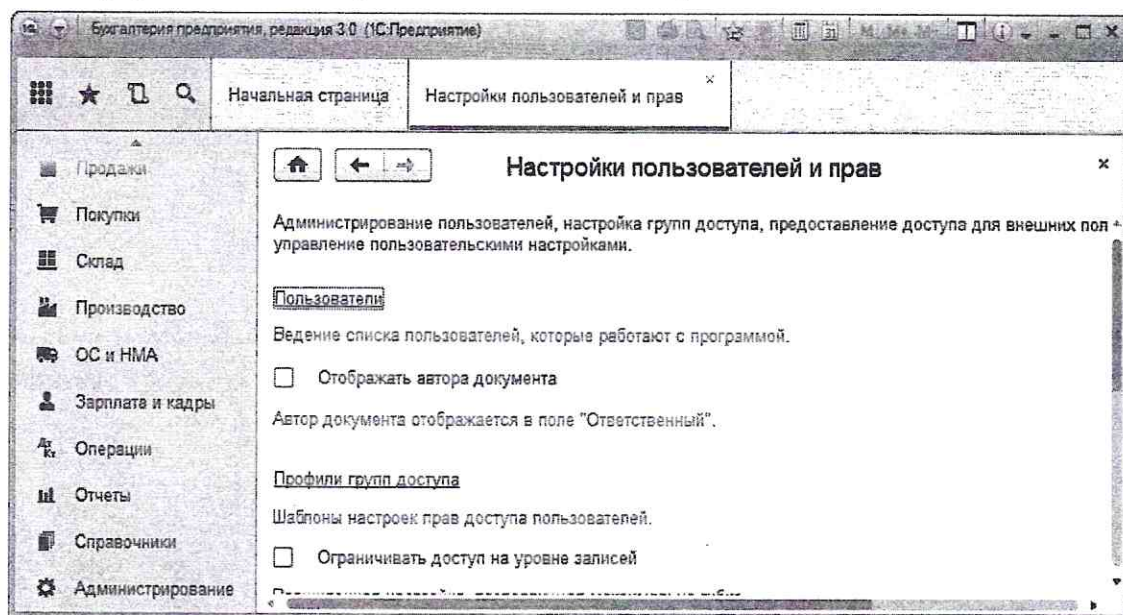 Бухгалтерия предприятия, редакция 3.0 (1С:Предприятие)
M M+ M-
31
Начальная страница
Настройки пользователей и прав
Продажи
Покупки
Склад
Производство
ОС и НМА
Зарплата и кадры
Операции
Отчеты
Справочники
Администрирование
Настройки пользователей и прав
Администрирование пользователей, настройка групп доступа, предоставление доступа для внешних пол
управление пользовательскими настройками.
Пользователи
Ведение списка пользователей, которые работают с программой.
Отображать автора документа
Автор документа отображается в поле "Ответственный".
Профили групп доступа
Шаблоны настроек прав доступа пользователей.
Ограничивать доступ на уровне записей